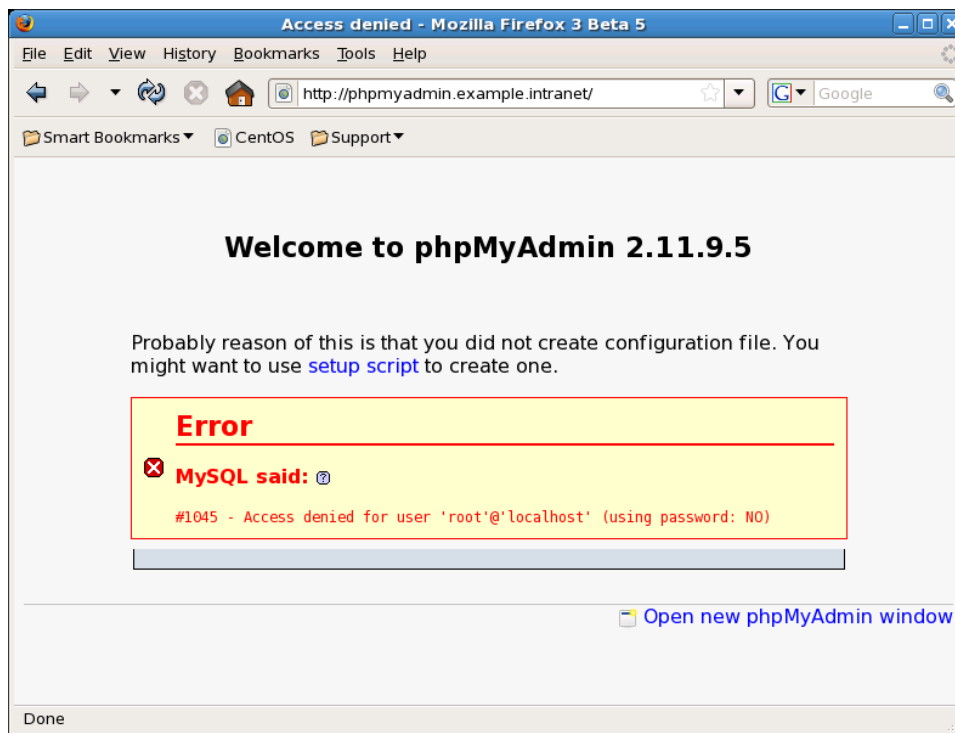 Access denied - Mozilla Firefox 3 Beta 5
File Edit View History Bookmarks Tools Help
http://phpmyadmin.example.intranet/ G Google
Smart Bookmarks CentOS Support
Welcome to phpMyAdmin 2.11.9.5
Probably reason of this is that you did not create configuration file. You
might want to use setup script to create one.
Error
MySQL said: ?
#1045 - Access denied for user 'root'@'localhost' (using password: NO)
Open new phpMyAdmin window
Done